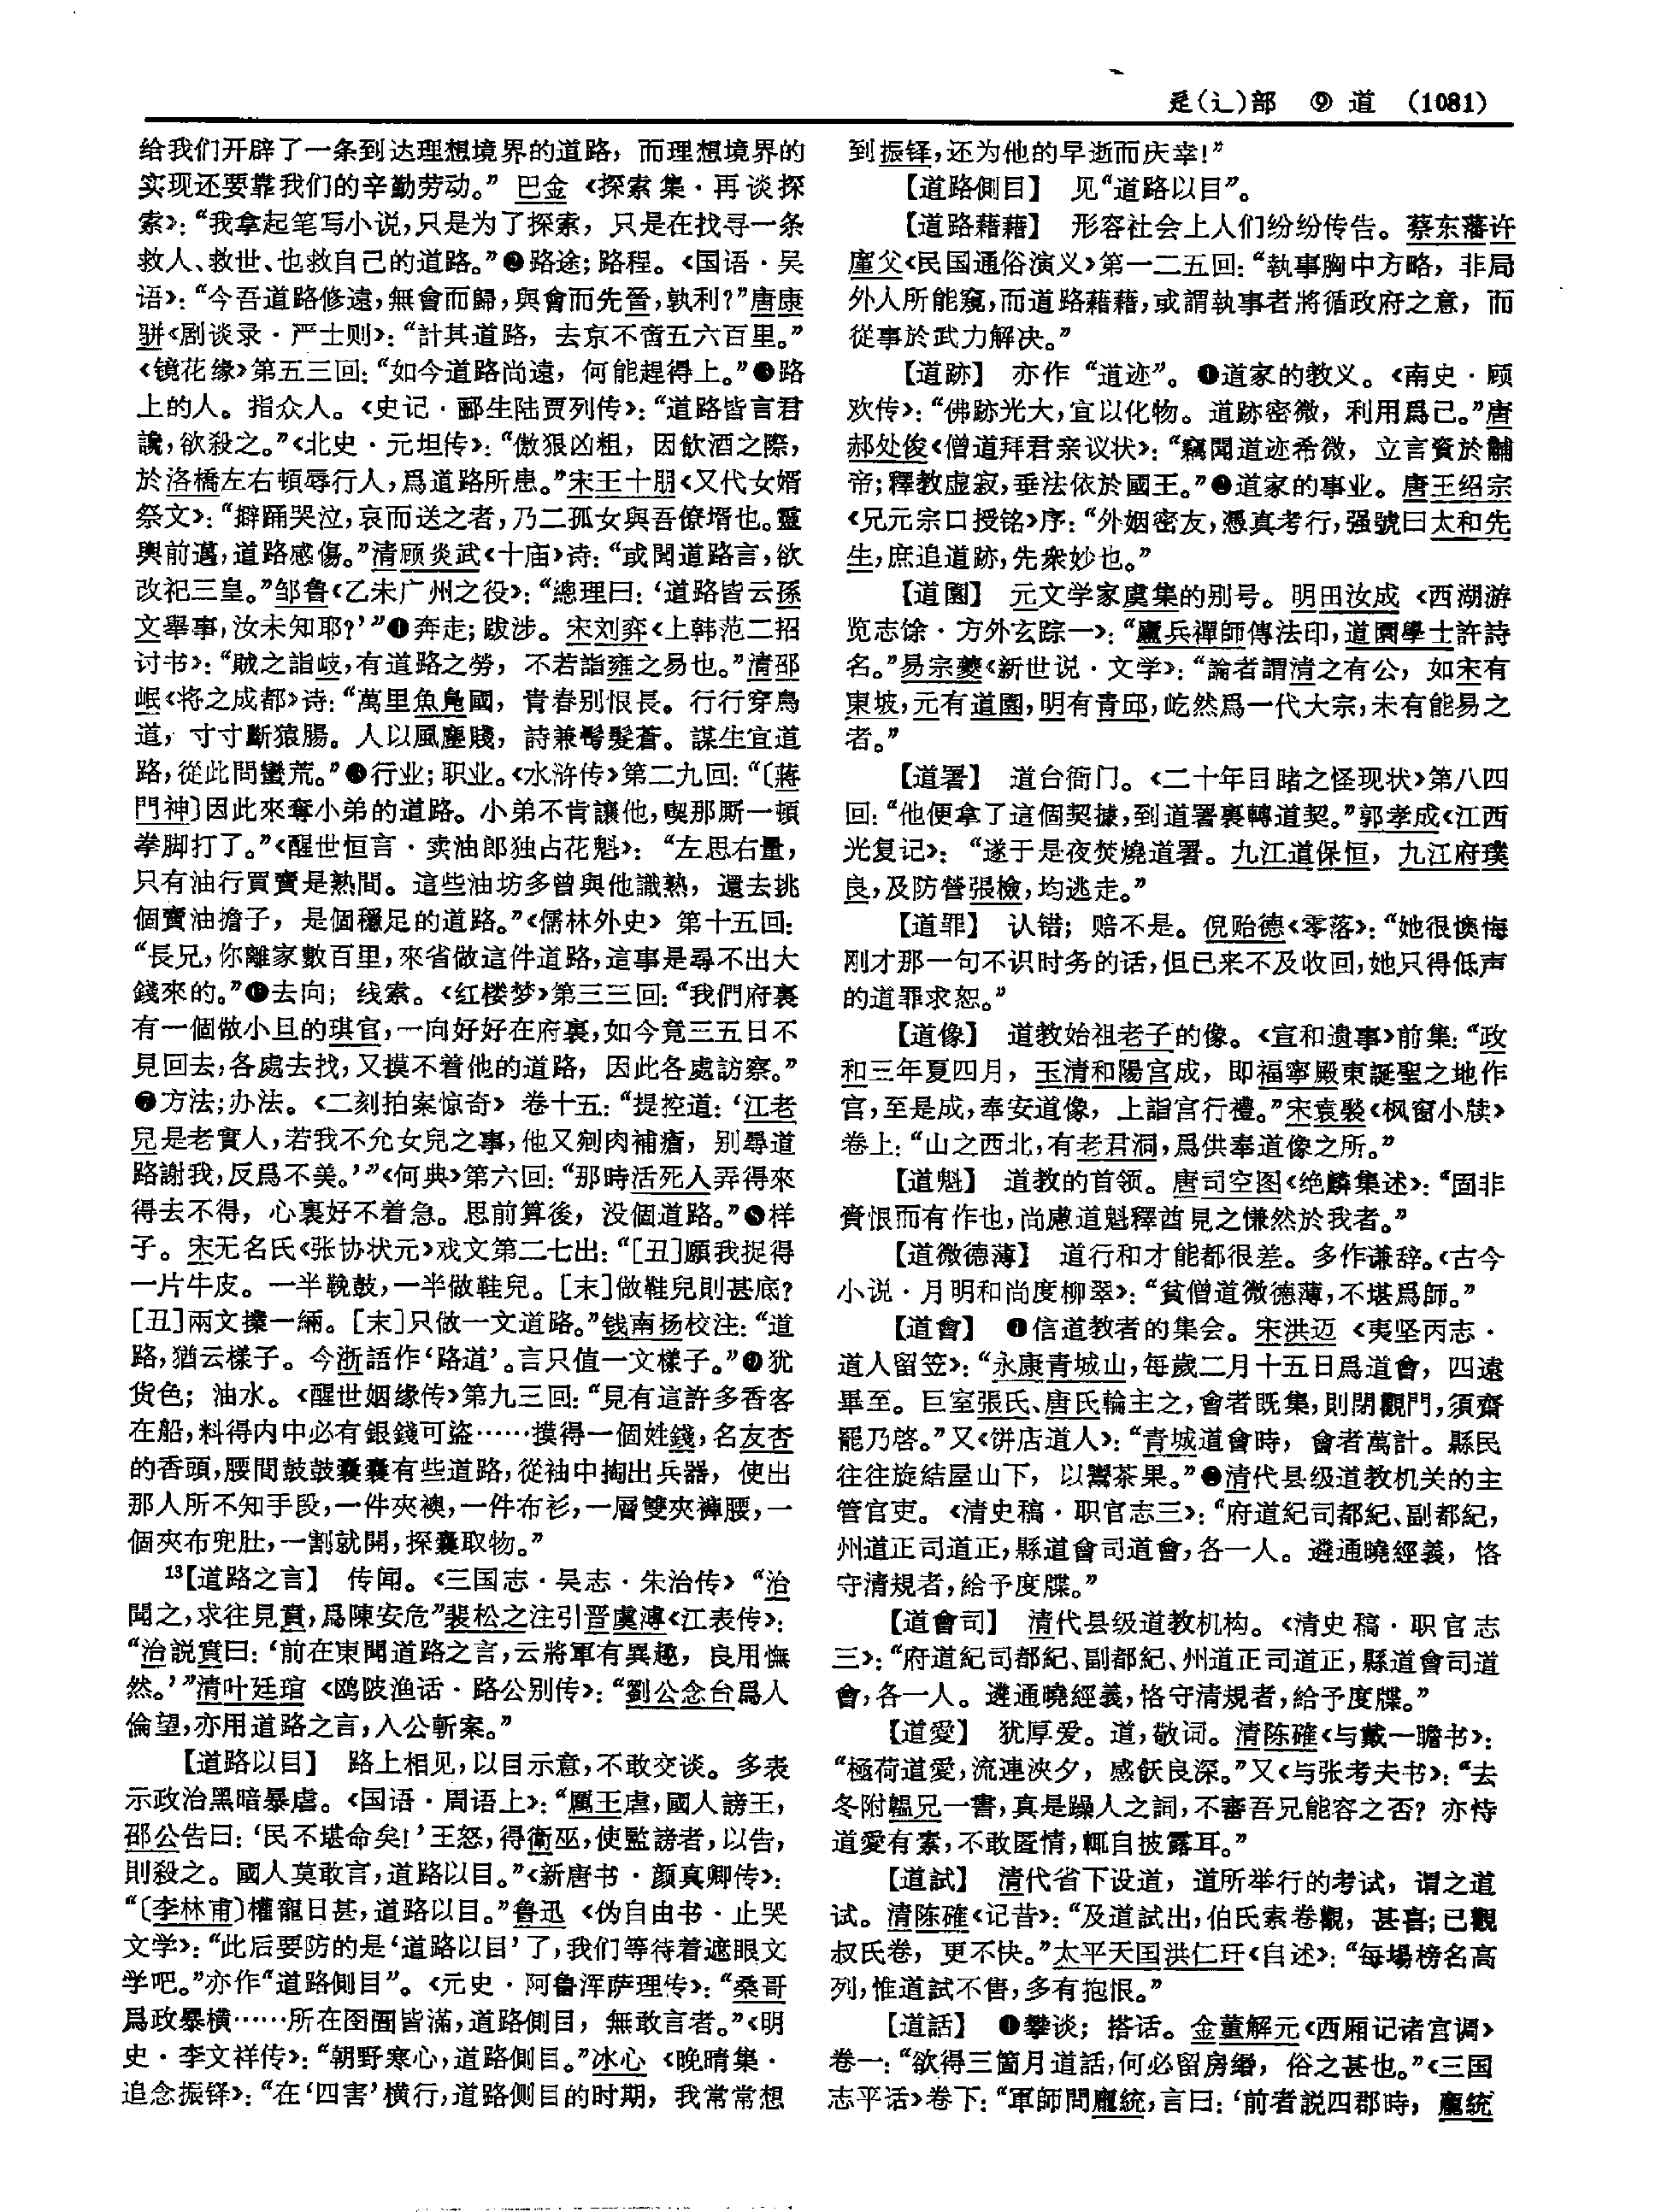 辵(辶)部 ⑨ 道 (1081)
给我们开辟了一条到达理想境界的道路，而理想境界的
实现还要靠我们的辛勤劳动。”巴金《探索集·再谈探
索》：“我拿起笔写小说，只是为了探索，只是在找寻一条
救人、救世、也救自己的道路。”❷路途；路程。《国语·吴
语》：“今吾道路修遠，無會而歸，與會而先晉，孰利？”唐康
骈《剧谈录·严士则》：“計其道路，去京不啻五六百里。”
《镜花缘》第五三回：“如今道路尚遠，何能趕得上。”❸路
上的人。指众人。《史记·郦生陆贾列传》：“道路皆言君
讒，欲殺之。”《北史·元坦传》：“傲狠凶粗，因飲酒之際，
於洛橋左右頓辱行人，爲道路所患。”宋王十朋《又代女婿
祭文》：“擗踊哭泣，哀而送之者，乃二孤女與吾僚壻也。靈
輿前邁，道路感傷。”清顾炎武《十庙》诗：“或聞道路言，欲
改祀三皇。”邹鲁《乙未广州之役》：“總理曰：‘道路皆云孫
文舉事，汝未知耶？’”❹奔走；跋涉。宋刘弈《上韩范二招
讨书》：“賊之詣歧，有道路之勞，不若詣雍之易也。”清邵
岷《将之成都》诗：“萬里魚鳧國，青春别恨長。行行穿鳥
道，寸寸斷猿腸。人以風塵賤，詩兼鬢髮蒼。謀生宜道
路，從此問蠻荒。”❺行业；职业。《水浒传》第二九回：“〔蔣
門神〕因此來奪小弟的道路。小弟不肯讓他，喫那厮一頓
拳脚打了。”《醒世恒言·卖油郎独占花魁》：“左思右量，
只有油行買賣是熟間。這些油坊多曾與他識熟，還去挑
個賣油擔子，是個穩足的道路。”《儒林外史》第十五回：
“長兄，你離家數百里，來省做這件道路，這事是尋不出大
錢來的。”❻去向；线索。《红楼梦》第三三回：“我們府裏
有一個做小旦的琪官，一向好好在府裏，如今竟三五日不
見回去，各處去找，又摸不着他的道路，因此各處訪察。”
❼方法；办法。《二刻拍案惊奇》卷十五：“提控道：‘江老
兄是老實人，若我不允女兒之事，他又剜肉補瘡，别尋道
路謝我，反爲不美。’”《何典》第六回：“那時活死人弄得來
得去不得，心裏好不着急。思前算後，没個道路。”❽样
子。宋无名氏《张协状元》戏文第二七出：“[丑]願我捉得
一片牛皮。一半鞔鼓，一半做鞋兒。[末]做鞋兒則甚底？
[丑]兩文㩧一緉。[末]只做一文道路。”钱南扬校注：“道
路，猶云樣子。今浙語作‘路道’。言只值一文樣子。”❾犹
货色；油水。《醒世姻缘传》第九三回：“見有這許多香客
在船，料得内中必有銀錢可盗……摸得一個姓錢，名友杏
的香頭，腰間鼓鼓囊囊有些道路，從袖中掏出兵器，使出
那人所不知手段，一件夾襖，一件布衫，一層雙夾褲腰，一
個夾布兜肚，一割就開，探囊取物。”
13【道路之言】 传闻。《三国志·吴志·朱治传》“治
聞之，求往見賁，爲陳安危”裴松之注引晋虞溥《江表传》：
“治説賁曰：‘前在東聞道路之言，云將軍有異趣，良用憮
然。’”清叶廷琯《鸥陂渔话·路公别传》：“劉公念台爲人
倫望，亦用道路之言，入公斬案。”
【道路以目】 路上相见，以目示意，不敢交谈。多表
示政治黑暗暴虐。《国语·周语上》：“厲王虐，國人謗王，
邵公告曰：‘民不堪命矣！’王怒，得衛巫，使監謗者，以告，
則殺之。國人莫敢言，道路以目。”《新唐书·颜真卿传》：
“〔李林甫〕權寵日甚，道路以目。”鲁迅《伪自由书·止哭
文学》：“此后要防的是‘道路以目’了，我们等待着遮眼文
学吧。”亦作“道路側目”。《元史·阿鲁浑萨理传》：“桑哥
爲政暴横……所在囹圄皆滿，道路側目，無敢言者。”《明
史·李文祥传》：“朝野寒心，道路側目。”冰心《晚晴集·
追念振铎》：“在‘四害’横行，道路侧目的时期，我常常想
到振铎，还为他的早逝而庆幸！”
【道路側目】 见“道路以目”。
【道路藉藉】 形容社会上人们纷纷传告。蔡东藩许
廑父《民国通俗演义》第一二五回：“執事胸中方略，非局
外人所能窺，而道路藉藉，或謂執事者將循政府之意，而
從事於武力解决。”
【道跡】 亦作“道迹”。❶道家的教义。《南史·顾
欢传》：“佛跡光大，宜以化物。道跡密微，利用爲己。”唐
郝处俊《僧道拜君亲议状》：“竊聞道迹希微，立言資於黼
帝；釋教虚寂，垂法依於國王。”❷道家的事业。唐王绍宗
《兄元宗口授铭》序：“外姻密友，憑真考行，强號曰太和先
生，庶追道跡，先衆妙也。”
【道園】 元文学家虞集的别号。明田汝成《西湖游
览志馀·方外玄踪一》：“廬兵禪師傳法印，道園學士許詩
名。”易宗夔《新世说·文学》：“論者謂清之有公，如宋有
東坡，元有道園，明有青邱，屹然爲一代大宗，未有能易之
者。”
【道署】 道台衙门。《二十年目睹之怪现状》第八四
回：“他便拿了這個契據，到道署裏轉道契。”郭孝成《江西
光复记》：“遂于是夜焚燒道署。九江道保恒，九江府璞
良，及防營張檢，均逃走。”
【道罪】 认错；赔不是。倪贻德《零落》：“她很懊悔
刚才那一句不识时务的话，但已来不及收回，她只得低声
的道罪求恕。”
【道像】 道教始祖老子的像。《宣和遗事》前集：“政
和三年夏四月，玉清和陽宫成，即福寧殿東誕聖之地作
宫，至是成，奉安道像，上詣宫行禮。”宋袁褧《枫窗小牍》
卷上：“山之西北，有老君洞，爲供奉道像之所。”
【道魁】 道教的首领。唐司空图《绝麟集述》：“固非
賫恨而有作也，尚慮道魁釋酋見之慊然於我者。”
【道微德薄】 道行和才能都很差。多作谦辞。《古今
小说·月明和尚度柳翠》：“貧僧道微德薄，不堪爲師。”
【道會】 ❶信道教者的集会。宋洪迈《夷坚丙志·
道人留笠》：“永康青城山，每歲二月十五日爲道會，四遠
畢至。巨室張氏、唐氏輪主之，會者既集，則閉觀門，須齋
罷乃啓。”又《饼店道人》：“青城道會時，會者萬計。縣民
往往旋結屋山下，以鬻茶果。”❷清代县级道教机关的主
管官吏。《清史稿·职官志三》：“府道紀司都紀、副都紀，
州道正司道正，縣道會司道會，各一人。遴通曉經義，恪
守清規者，給予度牒。”
【道會司】 清代县级道教机构。《清史稿·职官志
三》：“府道紀司都紀、副都紀、州道正司道正，縣道會司道
會，各一人。遴通曉經義，恪守清規者，給予度牒。”
【道愛】 犹厚爱。道，敬词。清陈確《与戴一瞻书》：
“極荷道愛，流連浹夕，感飫良深。”又《与张考夫书》：“去
冬附韞兄一書，真是躁人之詞，不審吾兄能容之否？亦恃
道愛有素，不敢匿情，輒自披露耳。”
【道試】 清代省下设道，道所举行的考试，谓之道
试。清陈確《记昔》：“及道試出，伯氏索卷觀，甚喜；已觀
叔氏卷，更不快。”太平天国洪仁玕《自述》：“每場榜名高
列，惟道試不售，多有抱恨。”
【道話】 ❶攀谈；搭话。金董解元《西厢记诸宫调》
卷一：“欲得三箇月道話，何必留房緡，俗之甚也。”《三国
志平话》卷下：“軍師問龐統，言曰：‘前者説四郡時，龐統